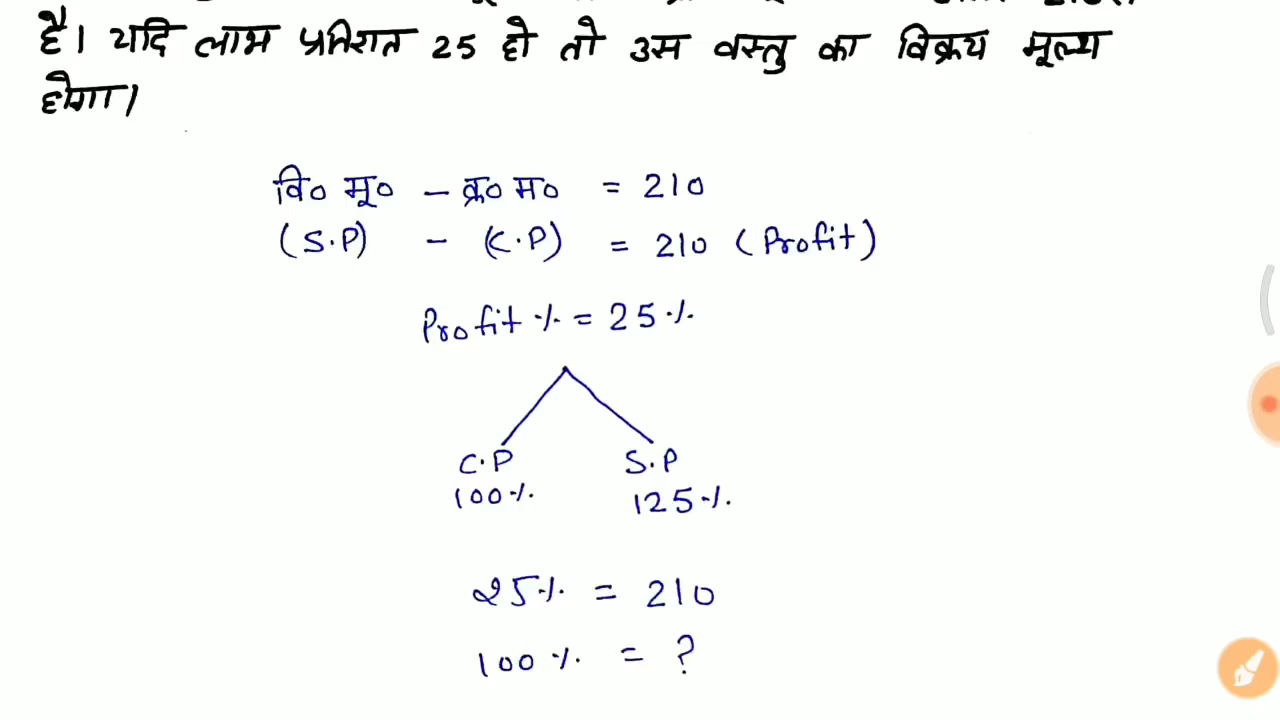 है। यदि लाभ प्रतिशत 25 हो तो उस वस्तु का विक्रय मूल्य
होगा।
वि० मू० - क्र० म० = 210
(S.P) - (C.P) = 210 (Profit)
Profit % = 25 %
C.P S.P
100% 125%
25% = 210
100% = ?